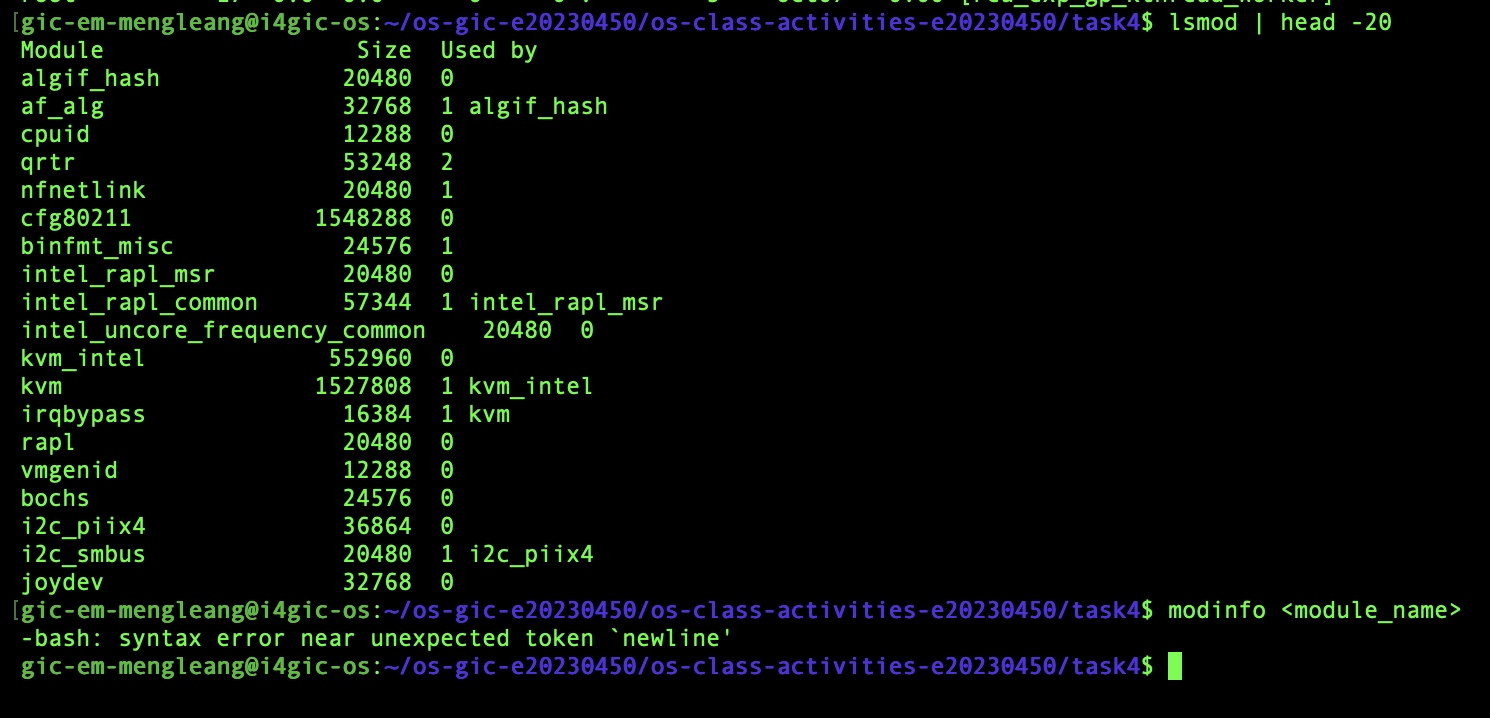 [gic-em-mengleang@i4gic-os:~/os-gic-e20230450/os-class-activities-e20230450/task4$ lsmod | head -20
Module                  Size  Used by
algif_hash             20480  0
af_alg                 32768  1 algif_hash
cpuid                  12288  0
qrtr                   53248  2
nfnetlink              20480  1
cfg80211             1548288  0
binfmt_misc            24576  1
intel_rapl_msr         20480  0
intel_rapl_common      57344  1 intel_rapl_msr
intel_uncore_frequency_common    20480  0
kvm_intel             552960  0
kvm                  1527808  1 kvm_intel
irqbypass              16384  1 kvm
rapl                   20480  0
vmgenid                12288  0
bochs                  24576  0
i2c_piix4              36864  0
i2c_smbus              20480  1 i2c_piix4
joydev                 32768  0
[gic-em-mengleang@i4gic-os:~/os-gic-e20230450/os-class-activities-e20230450/task4$ modinfo <module_name>
-bash: syntax error near unexpected token `newline'
gic-em-mengleang@i4gic-os:~/os-gic-e20230450/os-class-activities-e20230450/task4$